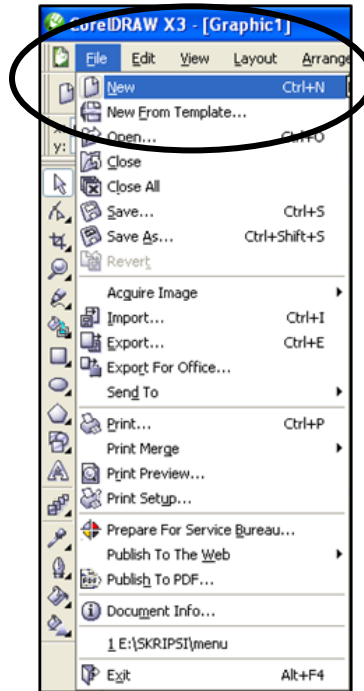 CorelDRAW X3 - [Graphic1]
File Edit View Layout Arrange
New Ctrl+N
New From Template...
y: Open... Ctrl+O
Close
Close All
Save... Ctrl+S
Save As... Ctrl+Shift+S
Revert
Acquire Image
Import... Ctrl+I
Export... Ctrl+E
Export For Office...
Send To
Print... Ctrl+P
Print Merge
Print Preview...
Print Setup...
Prepare For Service Bureau...
Publish To The Web
Publish To PDF...
Document Info...
1 E:\SKRIPSI\menu
Exit Alt+F4